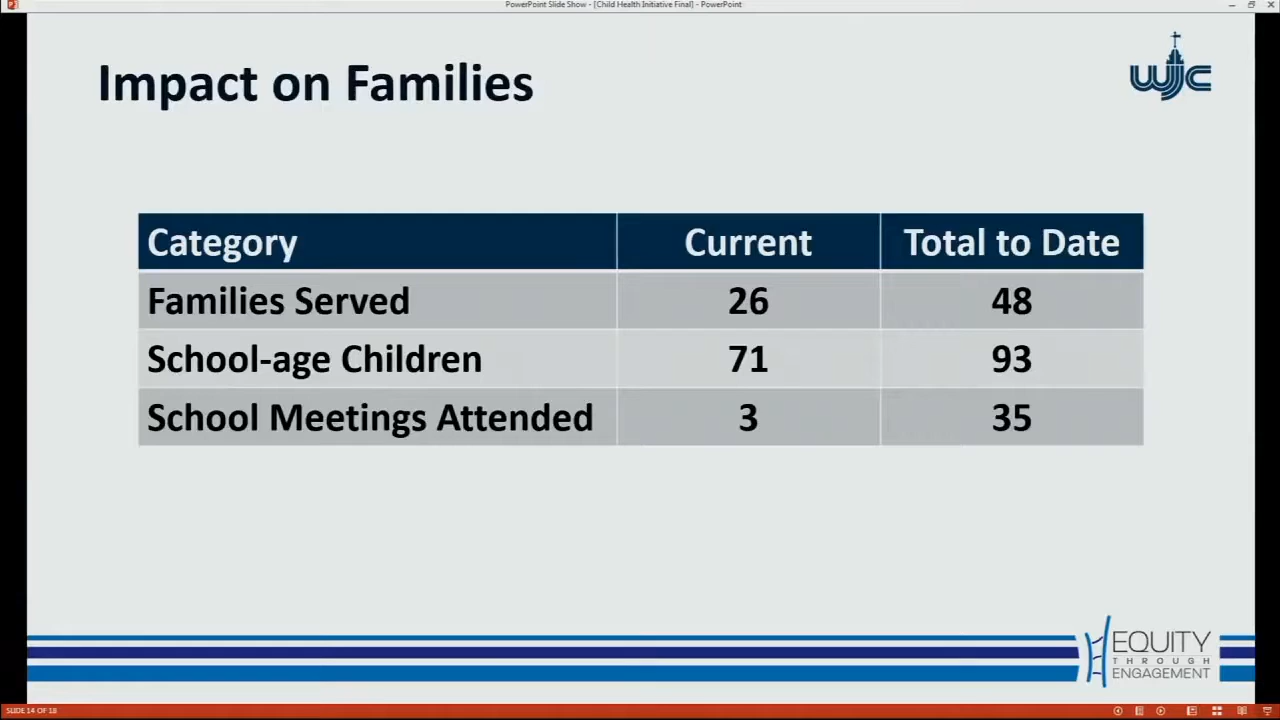 PowerPoint Slide Show - [Child Health Initiative Final] - PowerPoint
Impact on Families
WJC
Category Current Total to Date
Families Served 26 48
School-age Children 71 93
School Meetings Attended 3 35
EQUITY
THROUGH
ENGAGEMENT
SLIDE 14 OF 18